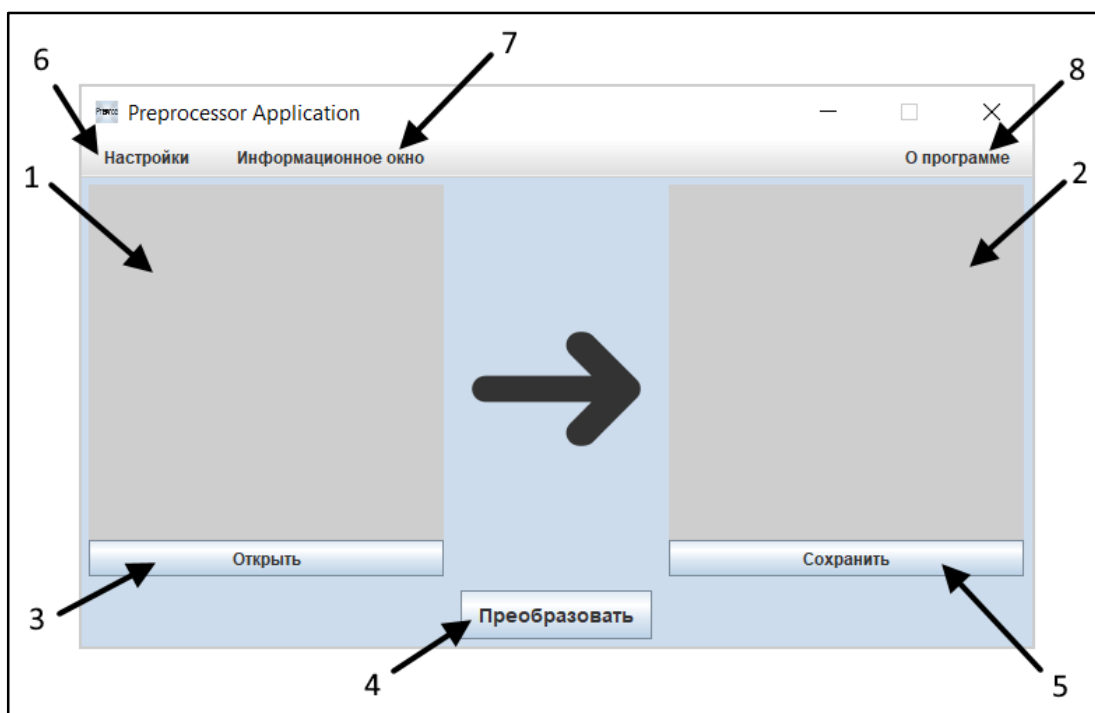 7
6
8
Preprocessor Application
Настройки Информационное окно О программе
1
2
Открыть Сохранить
3
Преобразовать
4
5